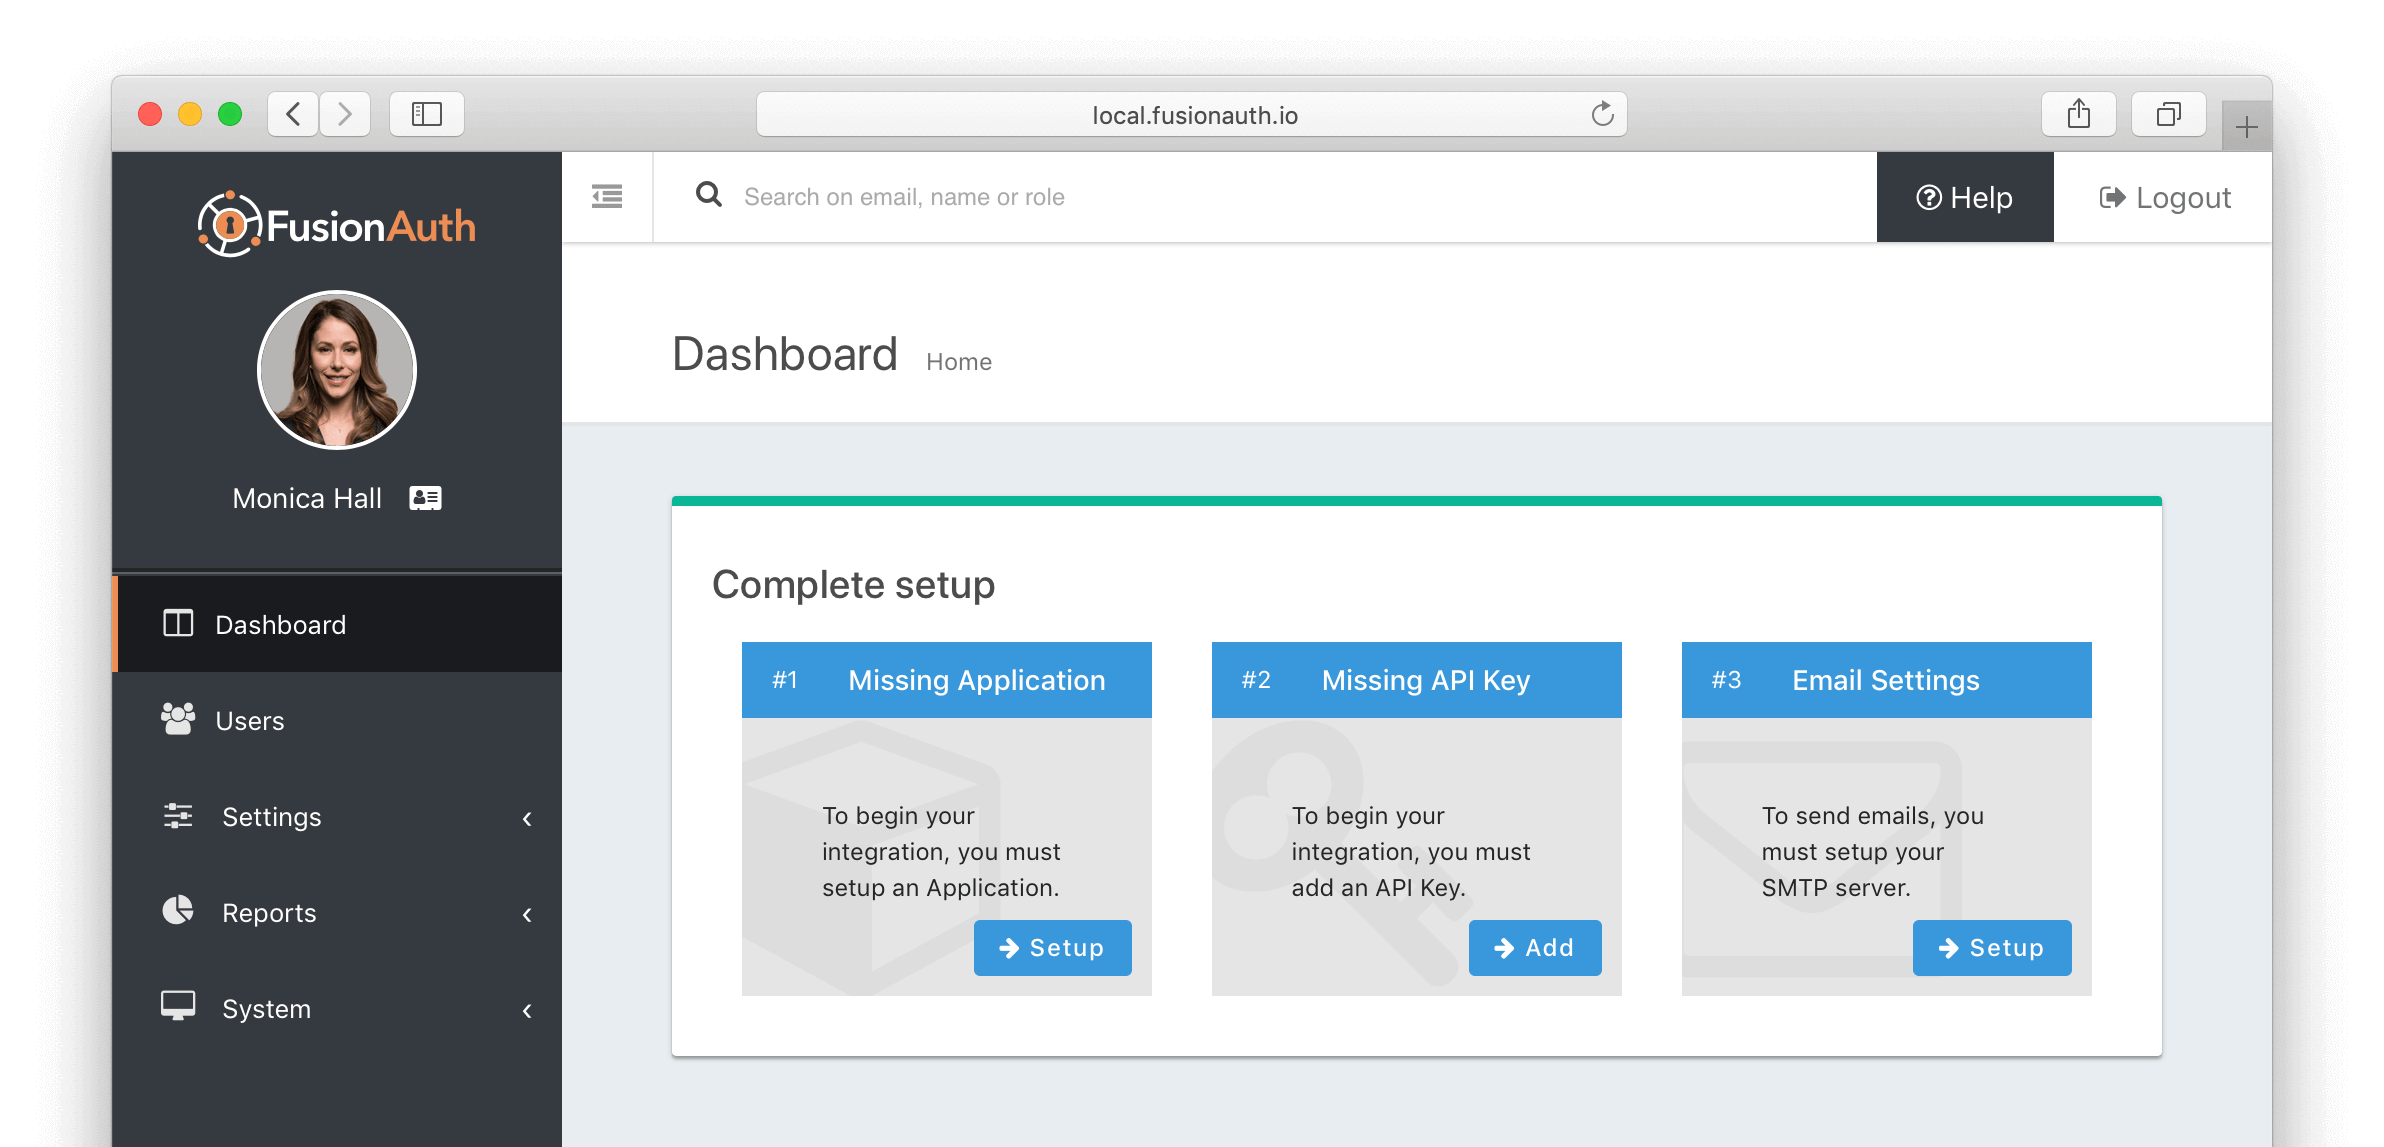 local.fusionauth.io
FusionAuth
Search on email, name or role
Help
Logout
Dashboard
Home
Monica Hall
Dashboard
Users
Settings
Reports
System
Complete setup
#1 Missing Application
To begin your
integration, you must
setup an Application.
Setup
#2 Missing API Key
To begin your
integration, you must
add an API Key.
Add
#3 Email Settings
To send emails, you
must setup your
SMTP server.
Setup